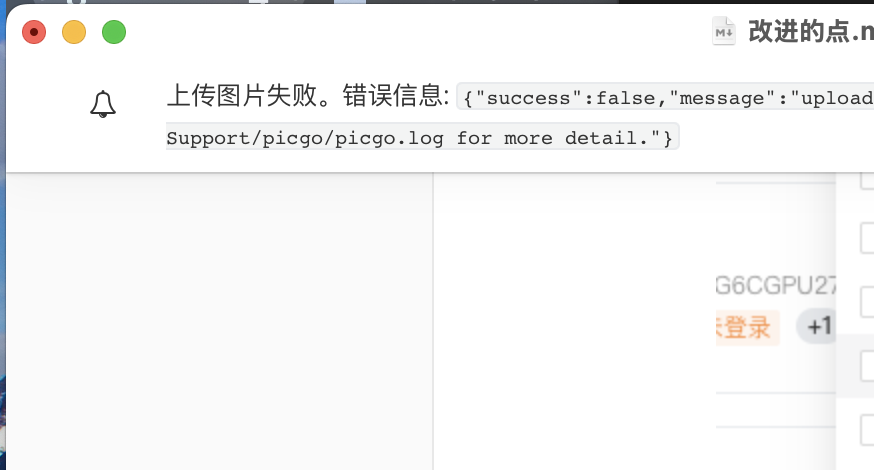 改进的点.m
上传图片失败。错误信息: {"success":false,"message":"upload
Support/picgo/picgo.log for more detail."}
G6CGPU27
未登录 +1